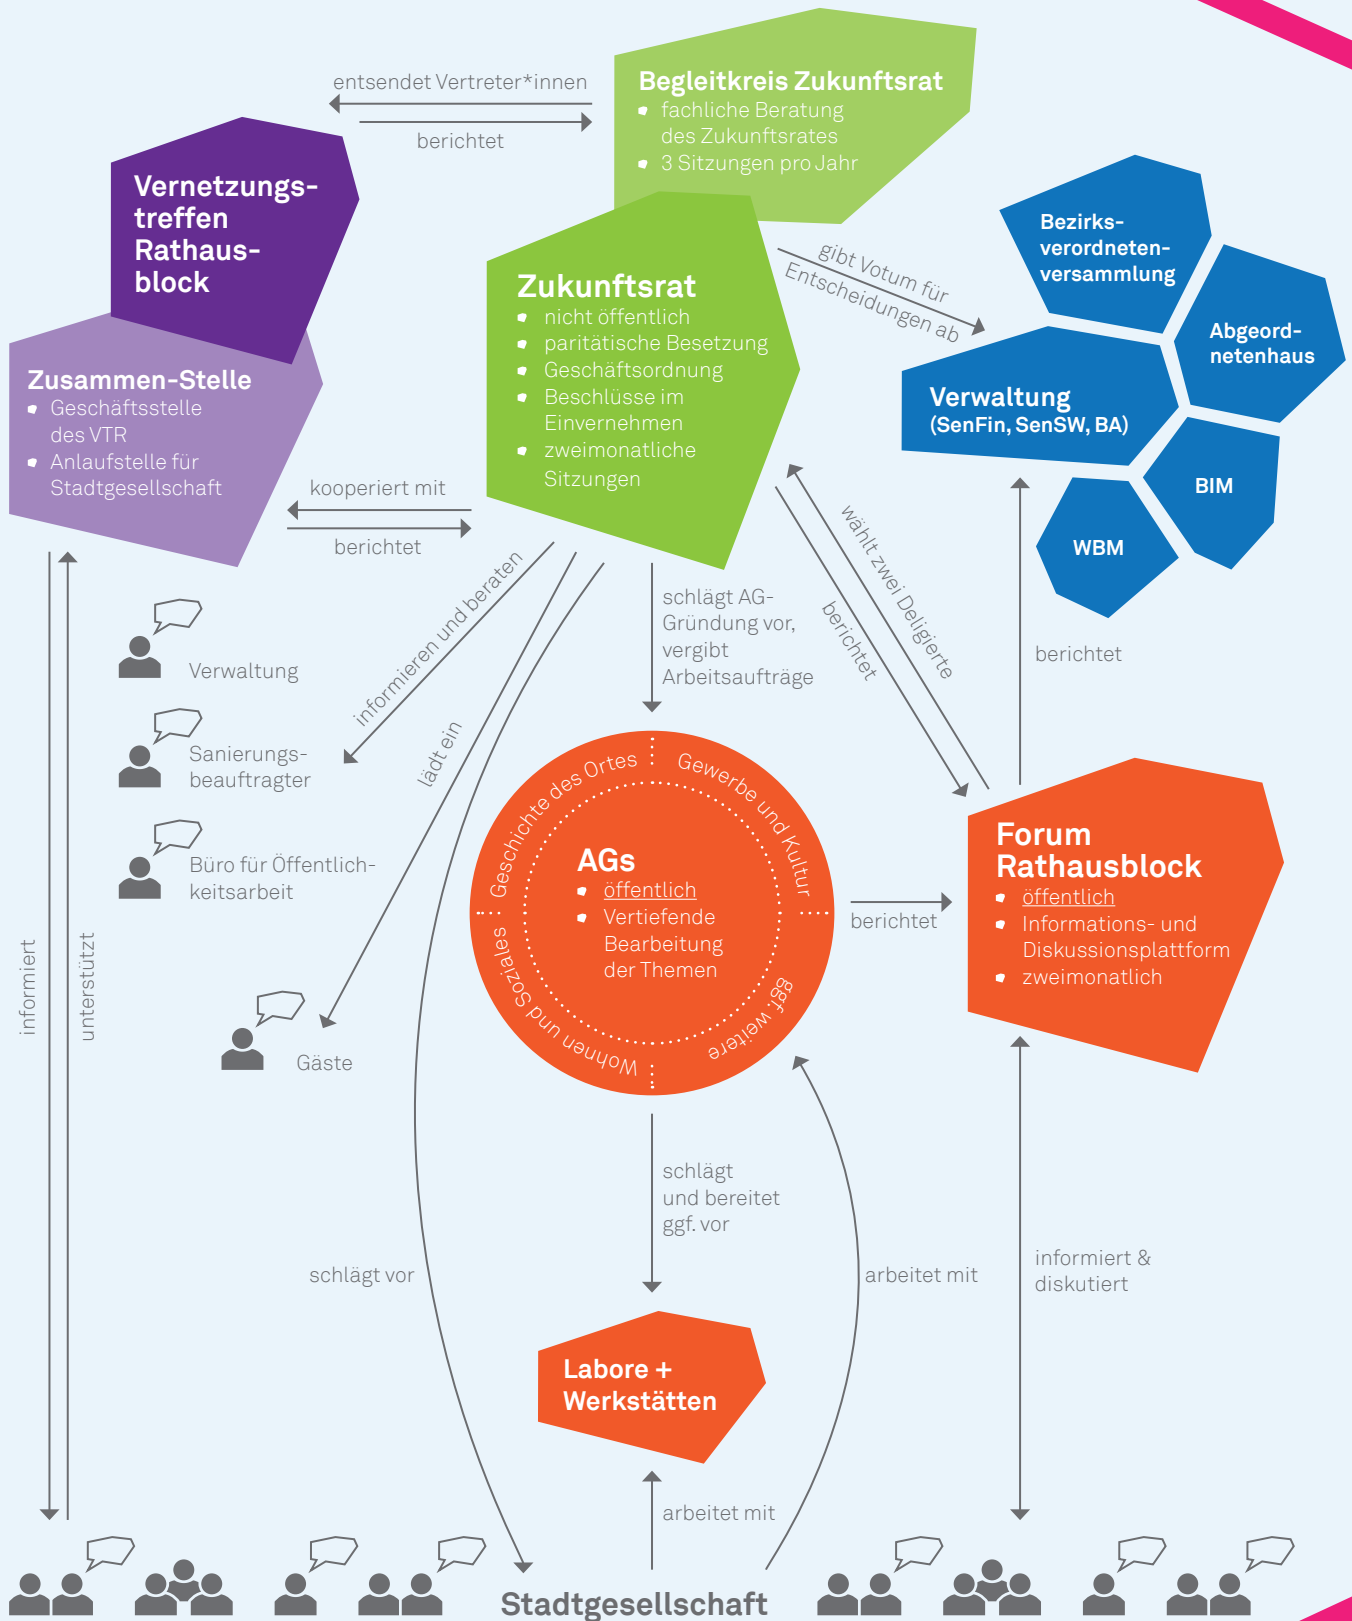 entsendet Vertreter*innen
berichtet
Begleitkreis Zukunftsrat
fachliche Beratung
des Zukunftsrates
3 Sitzungen pro Jahr
Vernetzungs-
treffen
Rathaus-
block
Zusammen-Stelle
Geschäftsstelle
des VTR
Anlaufstelle für
Stadtgesellschaft
Zukunftsrat
nicht öffentlich
paritätische Besetzung
Geschäftsordnung
Beschlüsse im
Einvernehmen
zweimonatliche
Sitzungen
gibt Votum für
Entscheidungen ab
Bezirks-
verordneten-
versammlung
Abgeord-
netenhaus
Verwaltung
(SenFin, SenSW, BA)
BIM
WBM
kooperiert mit
berichtet
informieren und beraten
lädt ein
schlägt AG-
Gründung vor,
vergibt
Arbeitsaufträge
wählt zwei Deligierte
berichtet
berichtet
Verwaltung
Sanierungs-
beauftragter
Büro für Öffentlich-
keitsarbeit
Gäste
informiert
unterstützt
Geschichte des Ortes
Gewerbe und Kultur
Wohnen und Soziales
ggf. weitere
AGs
öffentlich
Vertiefende
Bearbeitung
der Themen
berichtet
Forum
Rathausblock
öffentlich
Informations- und
Diskussionsplattform
zweimonatlich
schlägt
und bereitet
ggf. vor
schlägt vor
arbeitet mit
informiert &
diskutiert
Labore +
Werkstätten
arbeitet mit
Stadtgesellschaft